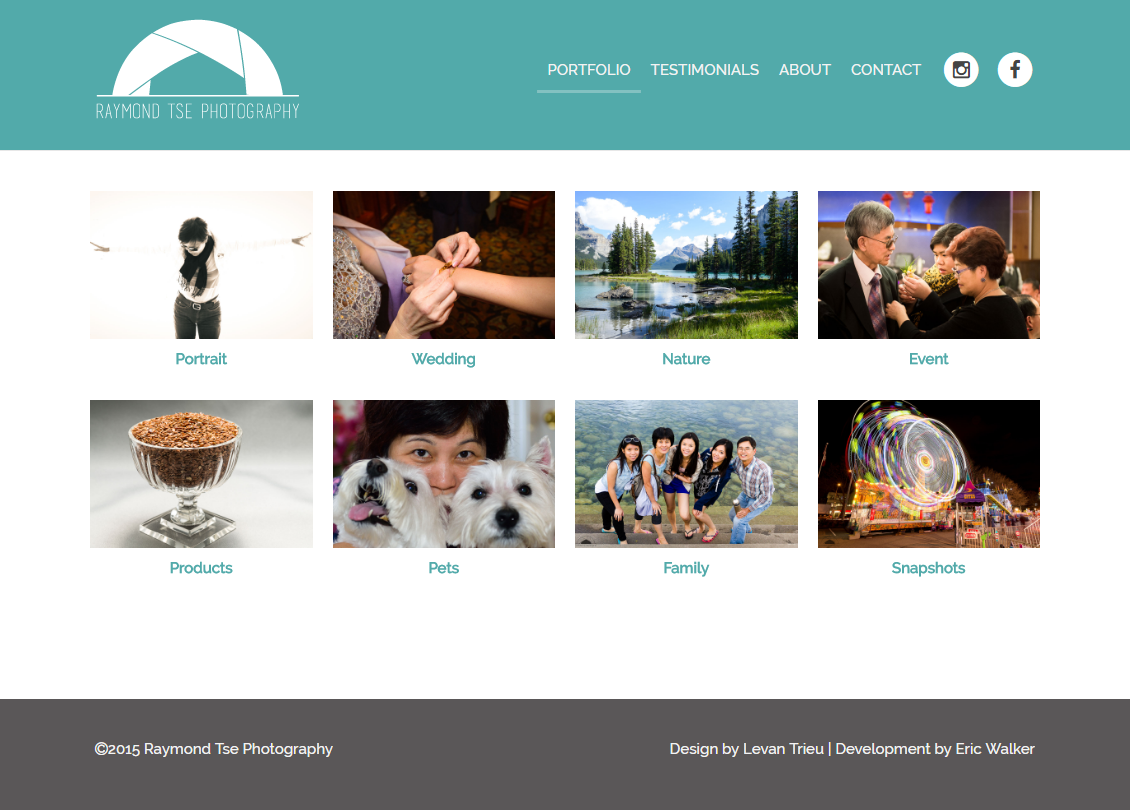 RAYMOND TSE PHOTOGRAPHY
PORTFOLIO TESTIMONIALS ABOUT CONTACT
Portrait Wedding Nature Event
Products Pets Family Snapshots
©2015 Raymond Tse Photography
Design by Levan Trieu | Development by Eric Walker